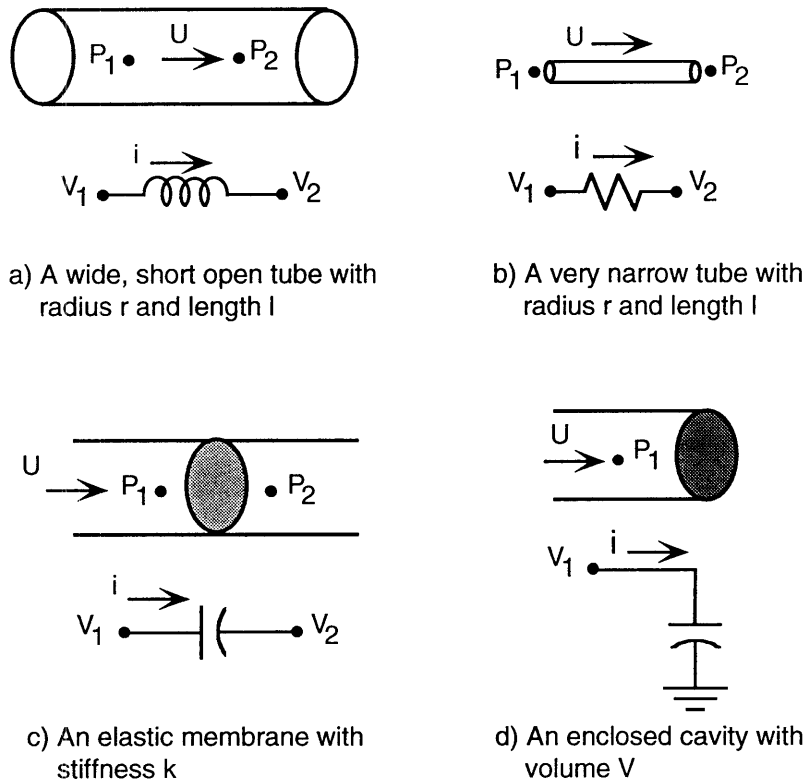 P1 U P2
i
V1 V2
a) A wide, short open tube with
radius r and length l
U
P1 P2
i
V1 V2
b) A very narrow tube with
radius r and length l
U P1 P2
i
V1 V2
c) An elastic membrane with
stiffness k
U P1
V1 i
d) An enclosed cavity with
volume V